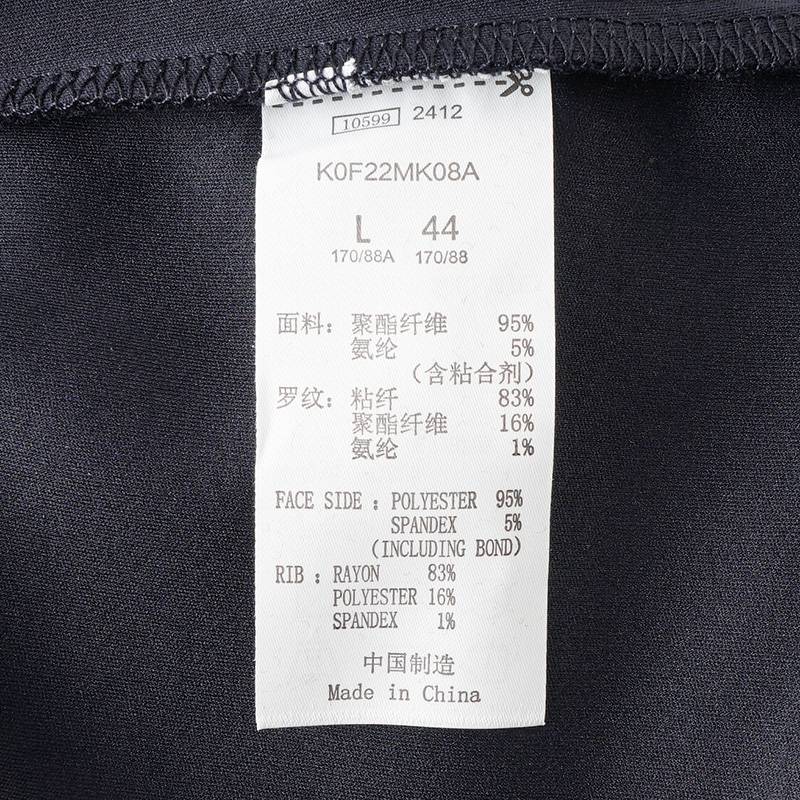 10599 2412
K0F22MK08A
L 44
170/88A 170/88
面料：聚酯纤维 95%
氨纶 5%
（含粘合剂）
罗纹：粘纤 83%
聚酯纤维 16%
氨纶 1%
FACE SIDE : POLYESTER 95%
SPANDEX 5%
(INCLUDING BOND)
RIB : RAYON 83%
POLYESTER 16%
SPANDEX 1%
中国制造
Made in China